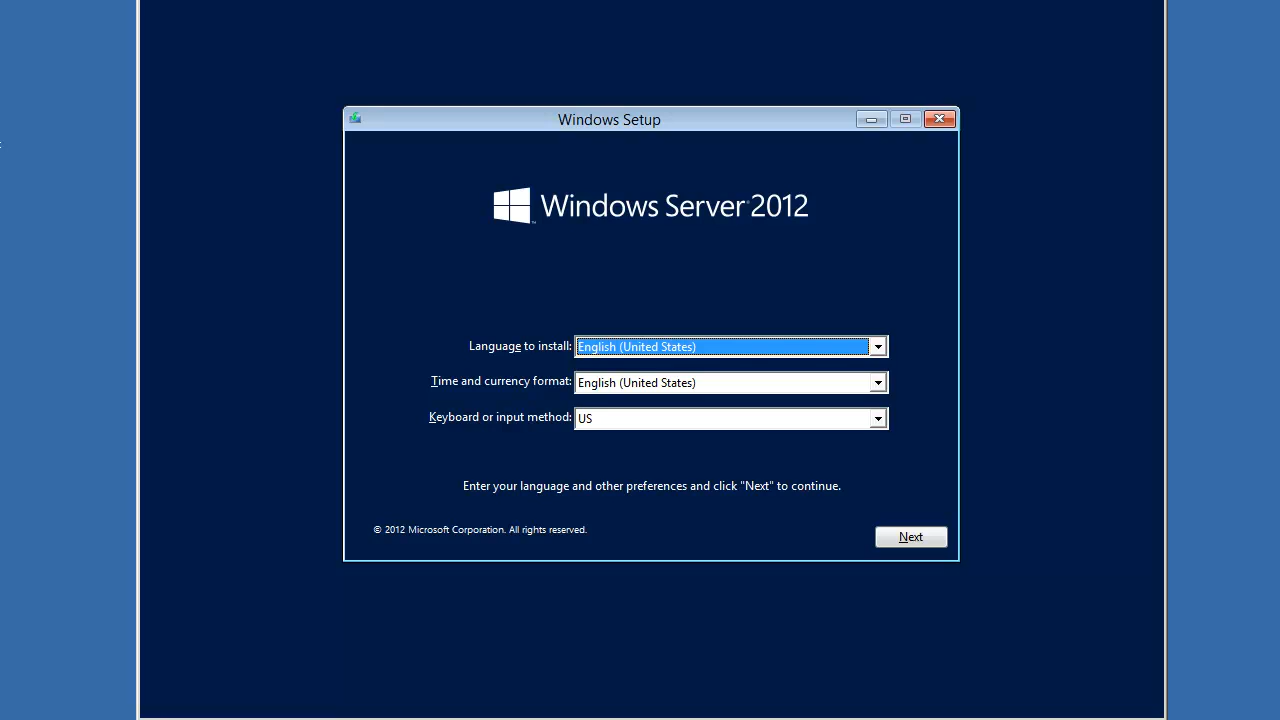 Windows Setup
Windows Server 2012
Language to install: English (United States)
Time and currency format: English (United States)
Keyboard or input method: US
Enter your language and other preferences and click "Next" to continue.
© 2012 Microsoft Corporation. All rights reserved.
Next